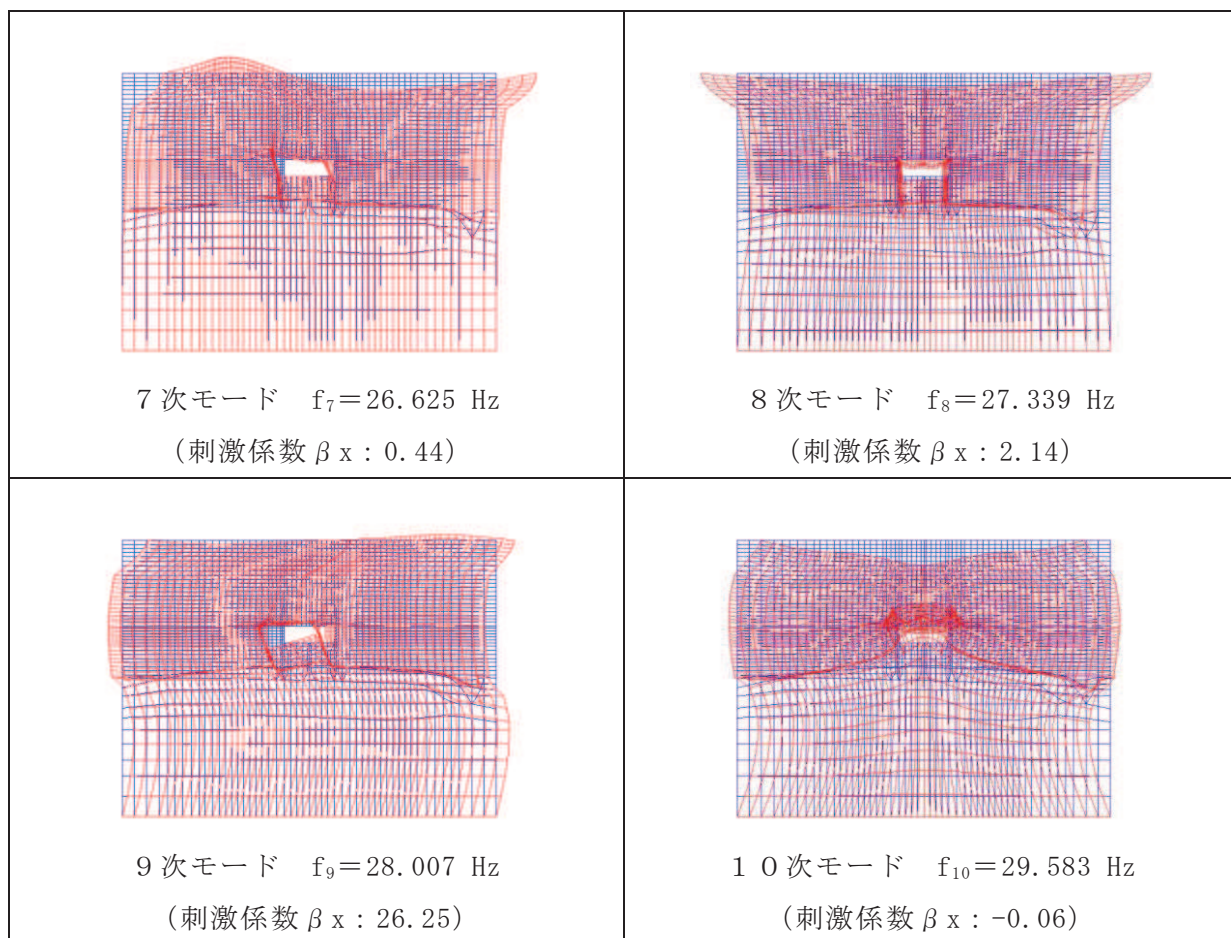 7次モード f₇＝26.625 Hz
(刺激係数βx：0.44)
8次モード f₈＝27.339 Hz
(刺激係数βx：2.14)
9次モード f₉＝28.007 Hz
(刺激係数βx：26.25)
10次モード f₁₀＝29.583 Hz
(刺激係数βx：-0.06)